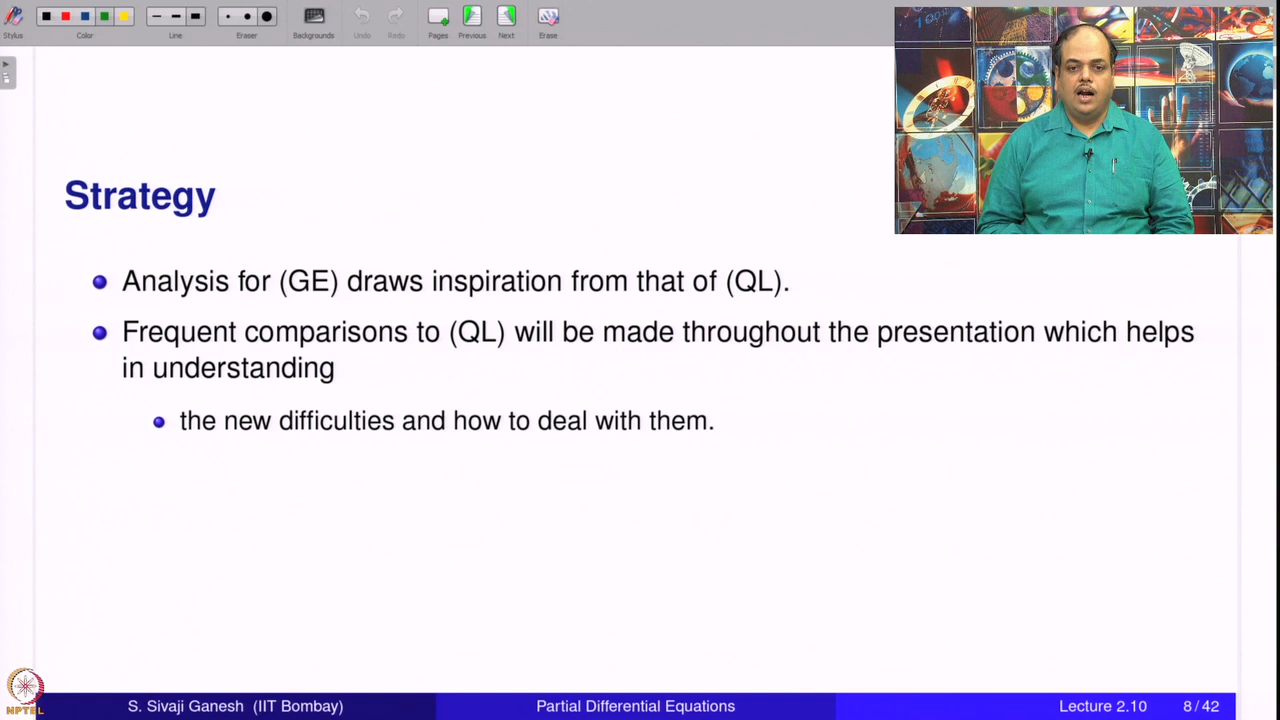 Stylus
Color
Line
Eraser
Backgrounds
Undo
Redo
Pages
Previous
Next
Erase
Strategy
Analysis for (GE) draws inspiration from that of (QL).
Frequent comparisons to (QL) will be made throughout the presentation which helps
in understanding
the new difficulties and how to deal with them.
NPTEL
S. Sivaji Ganesh (IIT Bombay)
Partial Differential Equations
Lecture 2.10
8 / 42